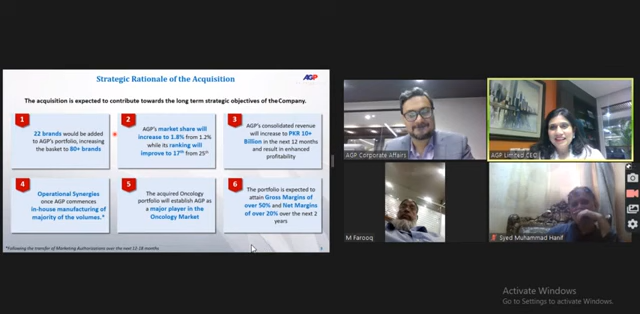 Strategic Rationale of the Acquisition
AGP
The acquisition is expected to contribute towards the long term strategic objectives of the Company.
1
22 brands would be
added to AGP's portfolio, increasing
the basket to 80+ brands
2
AGP's market share will
increase to 1.8% from 1.2%
while its ranking will
improve to 17th from 25th
3
AGP's consolidated revenue
will increase to PKR 10+
Billion in the next 12 months
and result in enhanced
profitability
4
Operational Synergies
once AGP commences
in-house manufacturing of
majority of the volumes.*
5
The acquired Oncology
portfolio will establish AGP as
a major player in the
Oncology Market
6
The portfolio is expected to
attain Gross Margins of
over 50% and Net Margins
of over 20% over the next 2
years
*Following the transfer of Marketing Authorizations over the next 12-18 months.
AGP Corporate Affairs
AGP Limited CEO
M Farooq
Syed Muhammad Hanif
Activate Windows
Go to Settings to activate Windows.